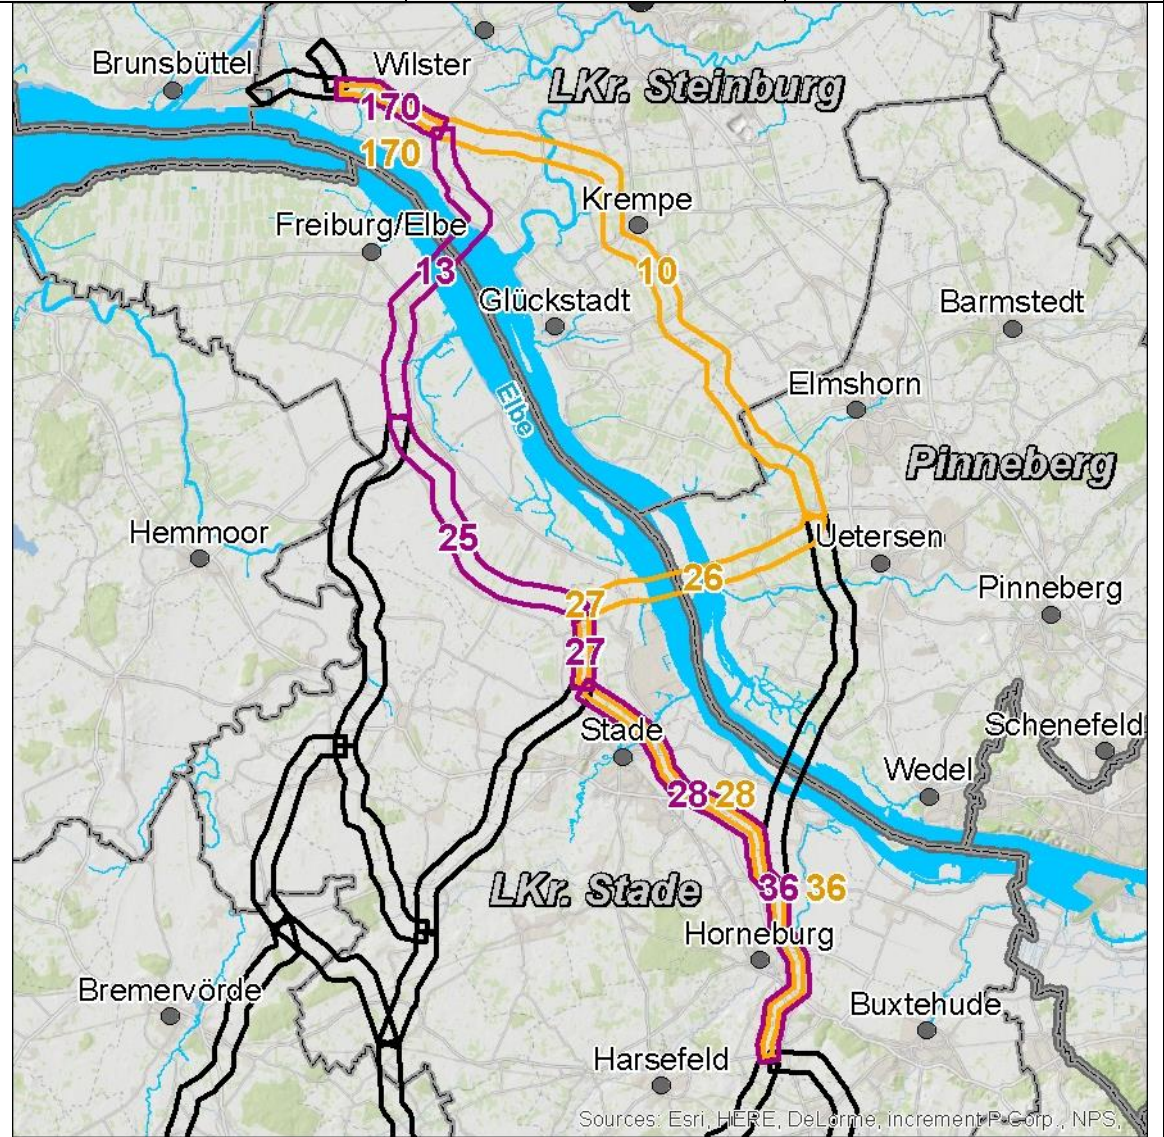 Brunsbüttel
Wilster
LKr. Steinburg
170
170
Krempe
Freiburg/Elbe
13
10
Glückstadt
Barmstedt
Elmshorn
Elbe
Pinneberg
Hemmoor
25
Uetersen
26
Pinneberg
27
27
Schenefeld
Stade
Wedel
28 28
LKr. Stade
36 36
Horneburg
Bremervörde
Buxtehude
Harsefeld
Sources: Esri, HERE, DeLorme, increment P Corp., NPS,